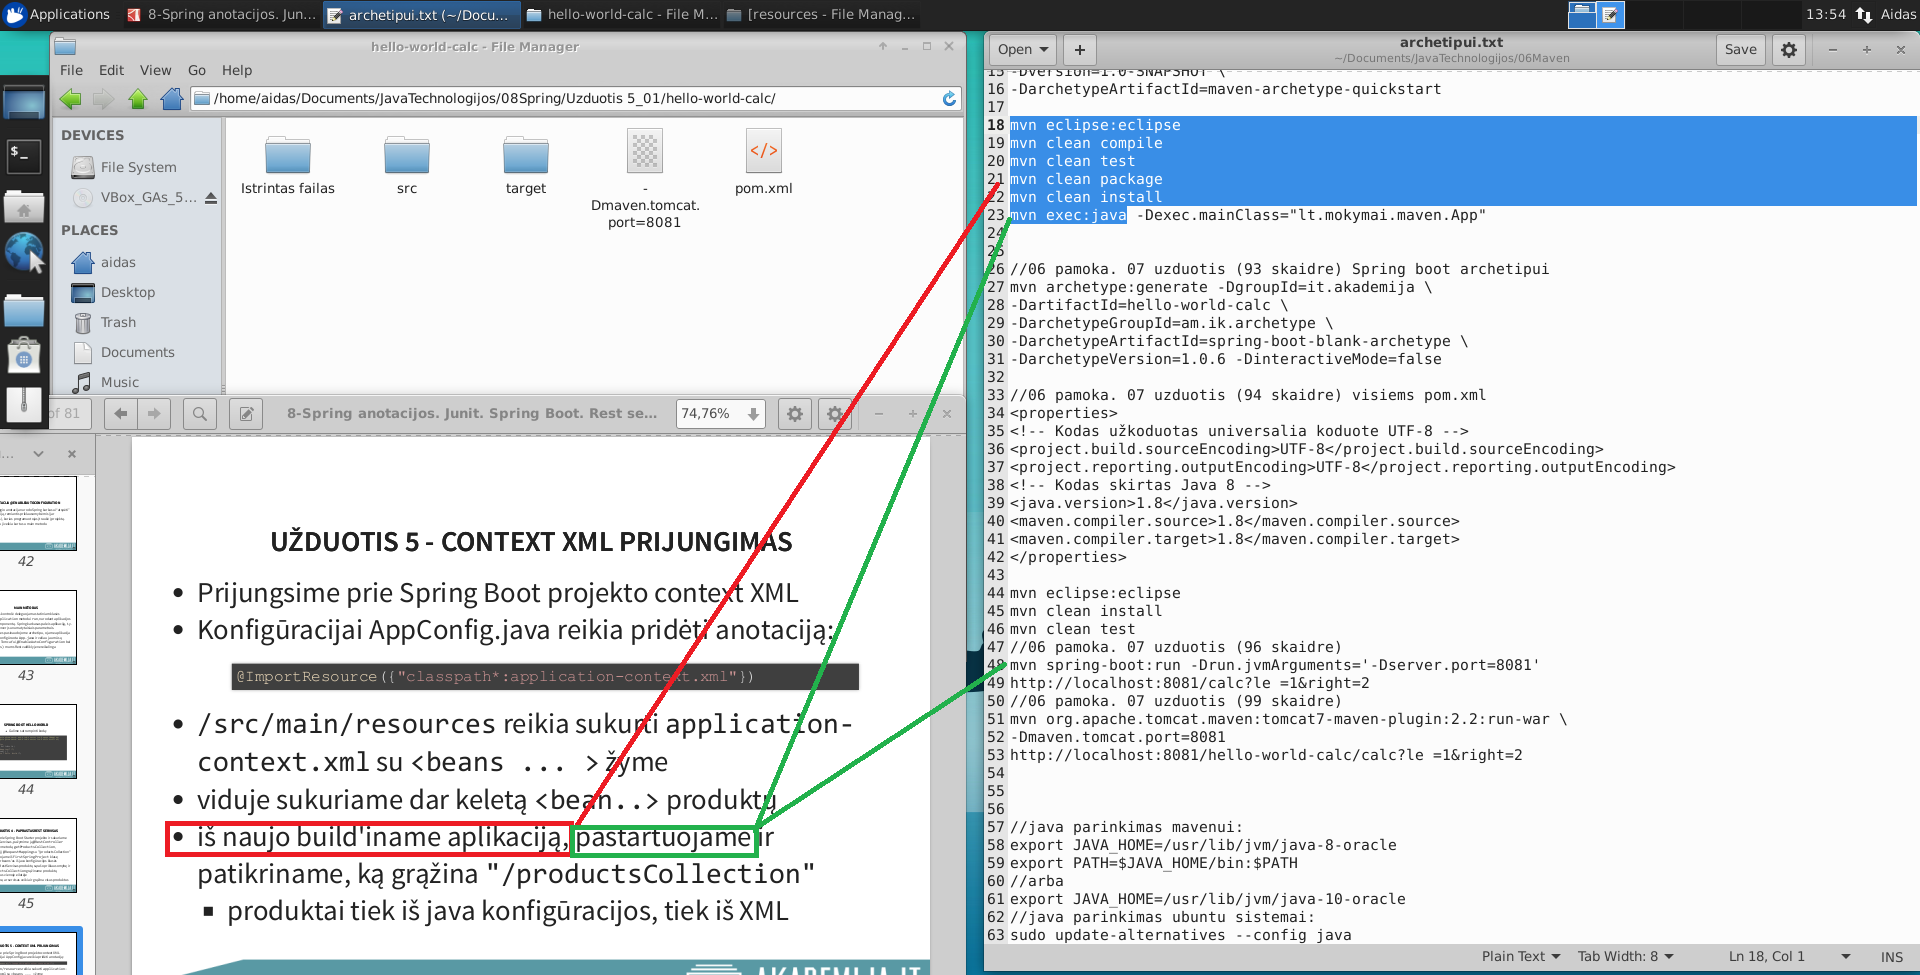 Applications
8-Spring anotacijos. Jun...
archetipui.txt (~/Docu...
hello-world-calc - File M...
[resources - File Manag...
13:54
Aidas
hello-world-calc - File Manager
File Edit View Go Help
/home/aidas/Documents/JavaTechnologijos/08Spring/Uzduotis 5_01/hello-world-calc/
DEVICES
File System
VBox_GAs_5...
PLACES
aidas
Desktop
Trash
Documents
Music
Istrintas failas
src
target
-
Dmaven.tomcat.
port=8081
pom.xml
of 81
8-Spring anotacijos. Junit. Spring Boot. Rest se...
74,76%
42
43
44
45
UŽDUOTIS 5 - CONTEXT XML PRIJUNGIMAS
• Prijungsime prie Spring Boot projekto context XML
• Konfigūracijai AppConfig.java reikia pridėti anotaciją:
@ImportResource({"classpath*:application-context.xml"})
• /src/main/resources reikia sukurti application-
context.xml su <beans ... > žyme
• viduje sukuriame dar keletą <bean..> produktų
• iš naujo build'iname aplikaciją, pastartuojame ir
patikriname, ką grąžina "/productsCollection"
▪ produktai tiek iš java konfigūracijos, tiek iš XML
AKADEMIJA.IT
Open
+
archetipui.txt
~/Documents/JavaTechnologijos/06Maven
Save
15 -Dversion=1.0-SNAPSHOT \
16 -DarchetypeArtifactId=maven-archetype-quickstart
17
18 mvn eclipse:eclipse
19 mvn clean compile
20 mvn clean test
21 mvn clean package
22 mvn clean install
23 mvn exec:java -Dexec.mainClass="lt.mokymai.maven.App"
24
25
26 //06 pamoka. 07 uzduotis (93 skaidre) Spring boot archetipui
27 mvn archetype:generate -DgroupId=it.akademija \
28 -DartifactId=hello-world-calc \
29 -DarchetypeGroupId=am.ik.archetype \
30 -DarchetypeArtifactId=spring-boot-blank-archetype \
31 -DarchetypeVersion=1.0.6 -DinteractiveMode=false
32
33 //06 pamoka. 07 uzduotis (94 skaidre) visiems pom.xml
34 <properties>
35 <!-- Kodas užkoduotas universalia koduote UTF-8 -->
36 <project.build.sourceEncoding>UTF-8</project.build.sourceEncoding>
37 <project.reporting.outputEncoding>UTF-8</project.reporting.outputEncoding>
38 <!-- Kodas skirtas Java 8 -->
39 <java.version>1.8</java.version>
40 <maven.compiler.source>1.8</maven.compiler.source>
41 <maven.compiler.target>1.8</maven.compiler.target>
42 </properties>
43
44 mvn eclipse:eclipse
45 mvn clean install
46 mvn clean test
47 //06 pamoka. 07 uzduotis (96 skaidre)
48 mvn spring-boot:run -Drun.jvmArguments='-Dserver.port=8081'
49 http://localhost:8081/calc?le =1&right=2
50 //06 pamoka. 07 uzduotis (99 skaidre)
51 mvn org.apache.tomcat.maven:tomcat7-maven-plugin:2.2:run-war \
52 -Dmaven.tomcat.port=8081
53 http://localhost:8081/hello-world-calc/calc?le =1&right=2
54
55
56
57 //java parinkimas mavenui:
58 export JAVA_HOME=/usr/lib/jvm/java-8-oracle
59 export PATH=$JAVA_HOME/bin:$PATH
60 //arba
61 export JAVA_HOME=/usr/lib/jvm/java-10-oracle
62 //java parinkimas ubuntu sistemai:
63 sudo update-alternatives --config java
Plain Text
Tab Width: 8
Ln 18, Col 1
INS